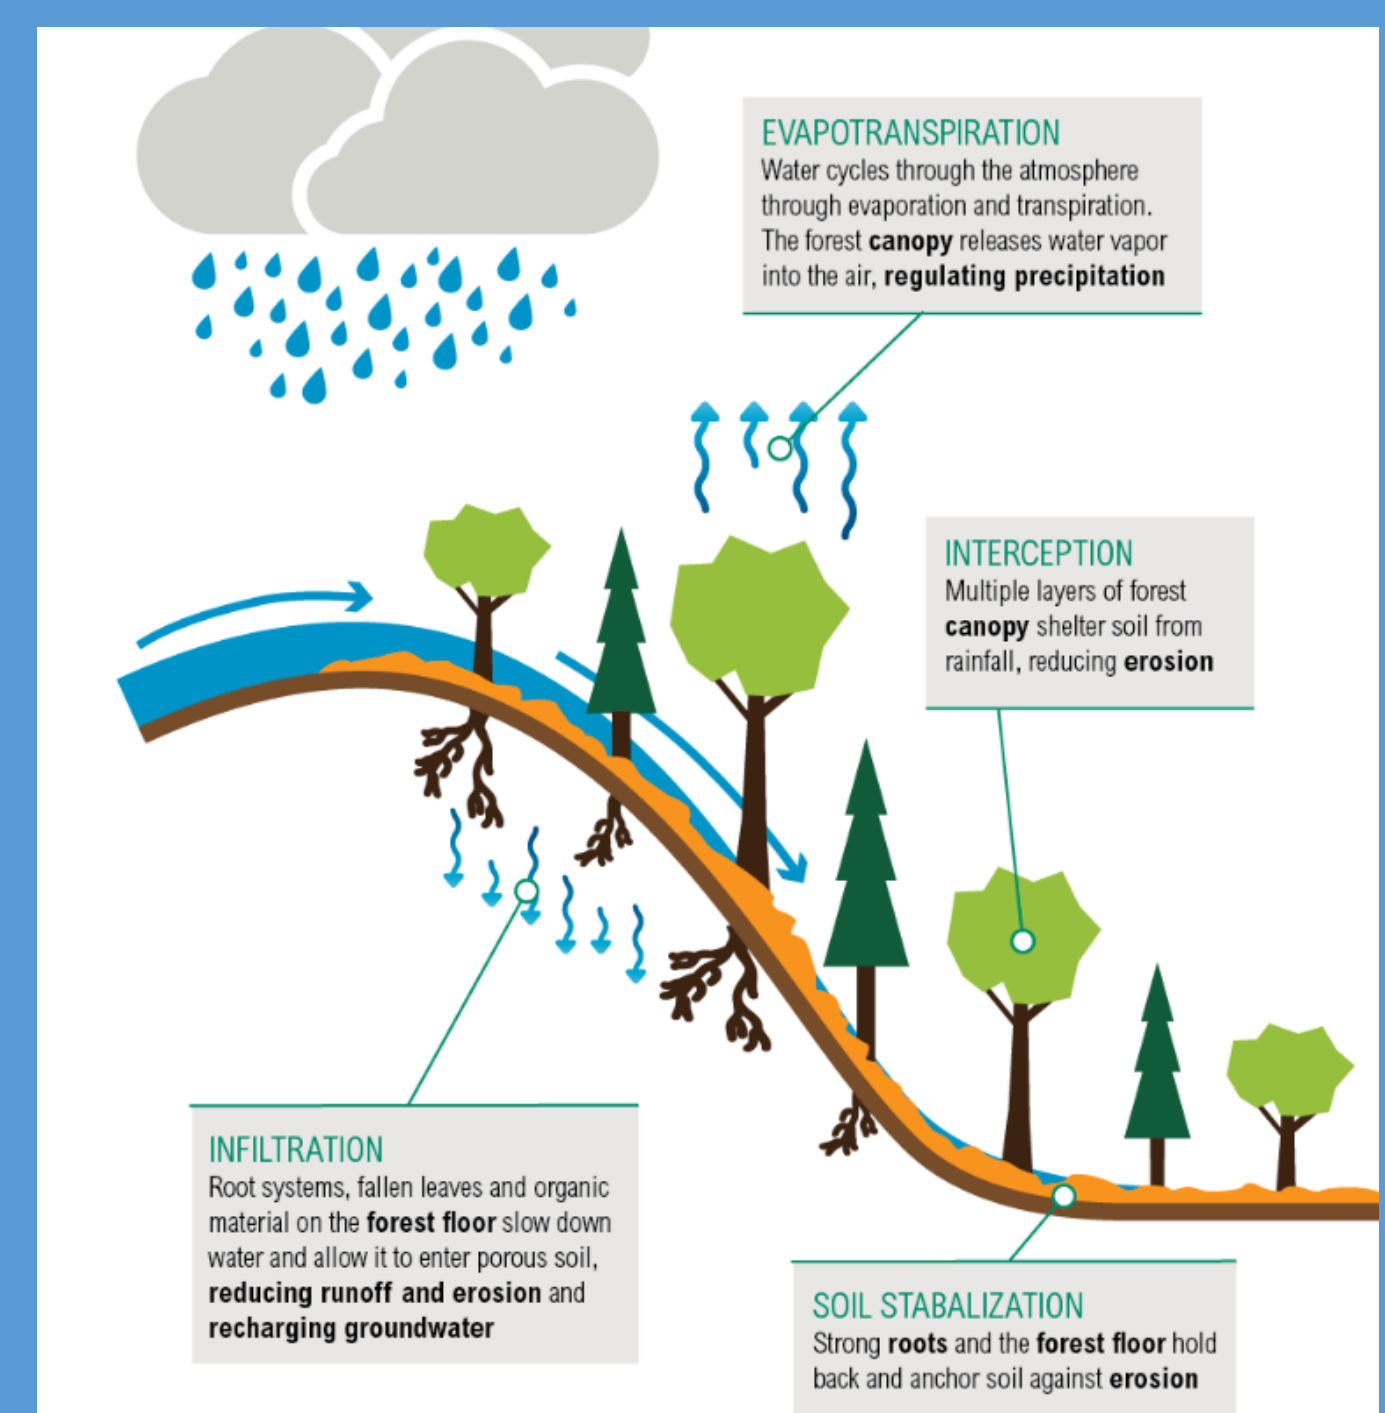 EVAPOTRANSPIRATION
Water cycles through the atmosphere
through evaporation and transpiration.
The forest canopy releases water vapor
into the air, regulating precipitation
INTERCEPTION
Multiple layers of forest
canopy shelter soil from
rainfall, reducing erosion
INFILTRATION
Root systems, fallen leaves and organic
material on the forest floor slow down
water and allow it to enter porous soil,
reducing runoff and erosion and
recharging groundwater
SOIL STABALIZATION
Strong roots and the forest floor hold
back and anchor soil against erosion